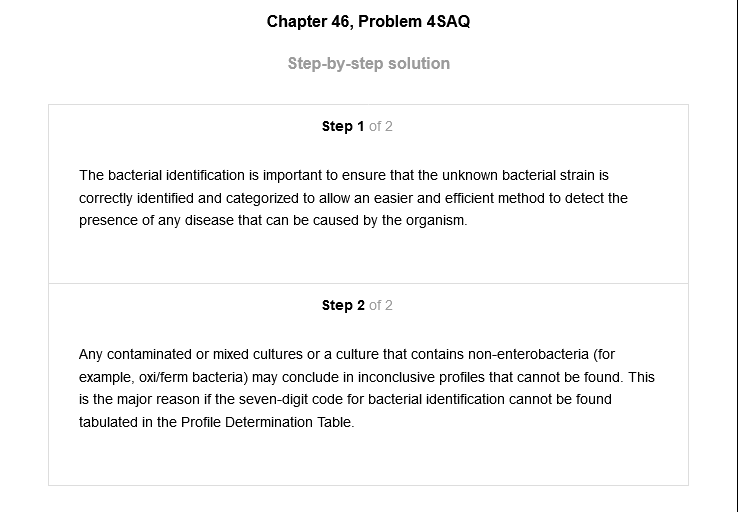 Chapter 46, Problem 4SAQ
Step-by-step solution
Step 1 of 2
The bacterial identification is important to ensure that the unknown bacterial strain is
correctly identified and categorized to allow an easier and efficient method to detect the
presence of any disease that can be caused by the organism.
Step 2 of 2
Any contaminated or mixed cultures or a culture that contains non-enterobacteria (for
example, oxi/ferm bacteria) may conclude in inconclusive profiles that cannot be found. This
is the major reason if the seven-digit code for bacterial identification cannot be found
tabulated in the Profile Determination Table.